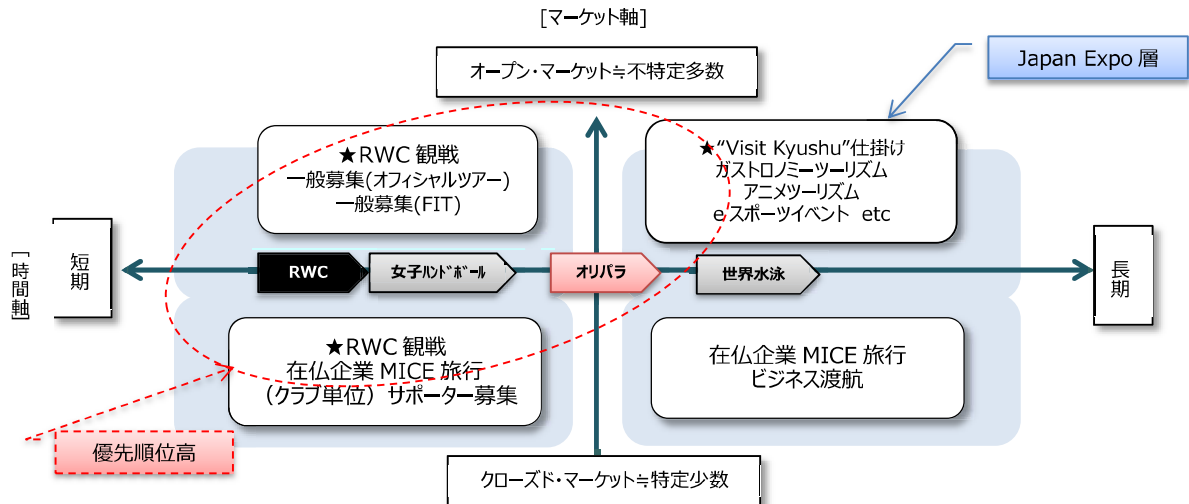 [マーケット軸]
オープン・マーケット≒不特定多数
Japan Expo 層
★RWC 観戦
一般募集(オフィシャルツアー)
一般募集(FIT)
★“Visit Kyushu”仕掛け
ガストロノミーツーリズム
アニメツーリズム
e スポーツイベント etc
[時間軸]
短期
RWC
女子ハンドボール
オリパラ
世界水泳
長期
★RWC 観戦
在仏企業 MICE 旅行
（クラブ単位）サポーター募集
在仏企業 MICE 旅行
ビジネス渡航
優先順位高
クローズド・マーケット≒特定少数